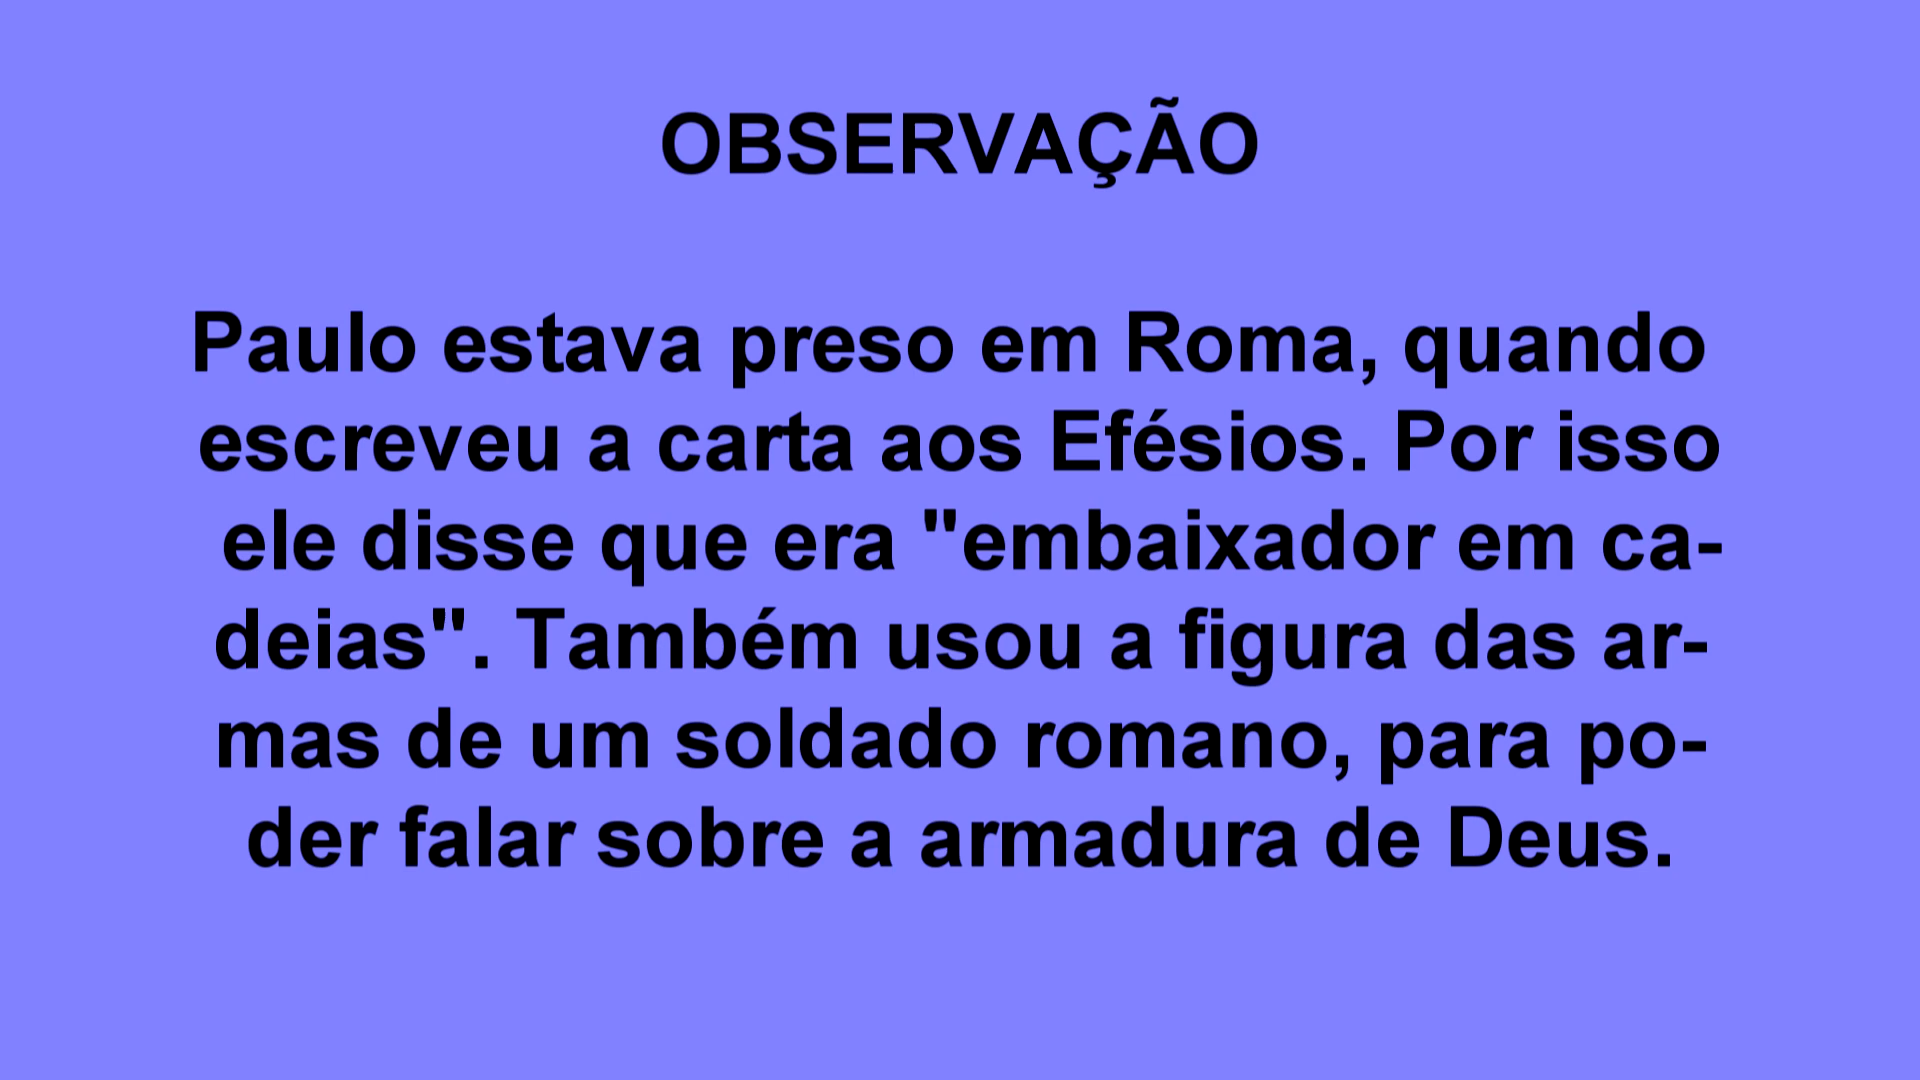 OBSERVAÇÃO
Paulo estava preso em Roma, quando
escreveu a carta aos Efésios. Por isso
ele disse que era "embaixador em ca-
deias". Também usou a figura das ar-
mas de um soldado romano, para po-
der falar sobre a armadura de Deus.